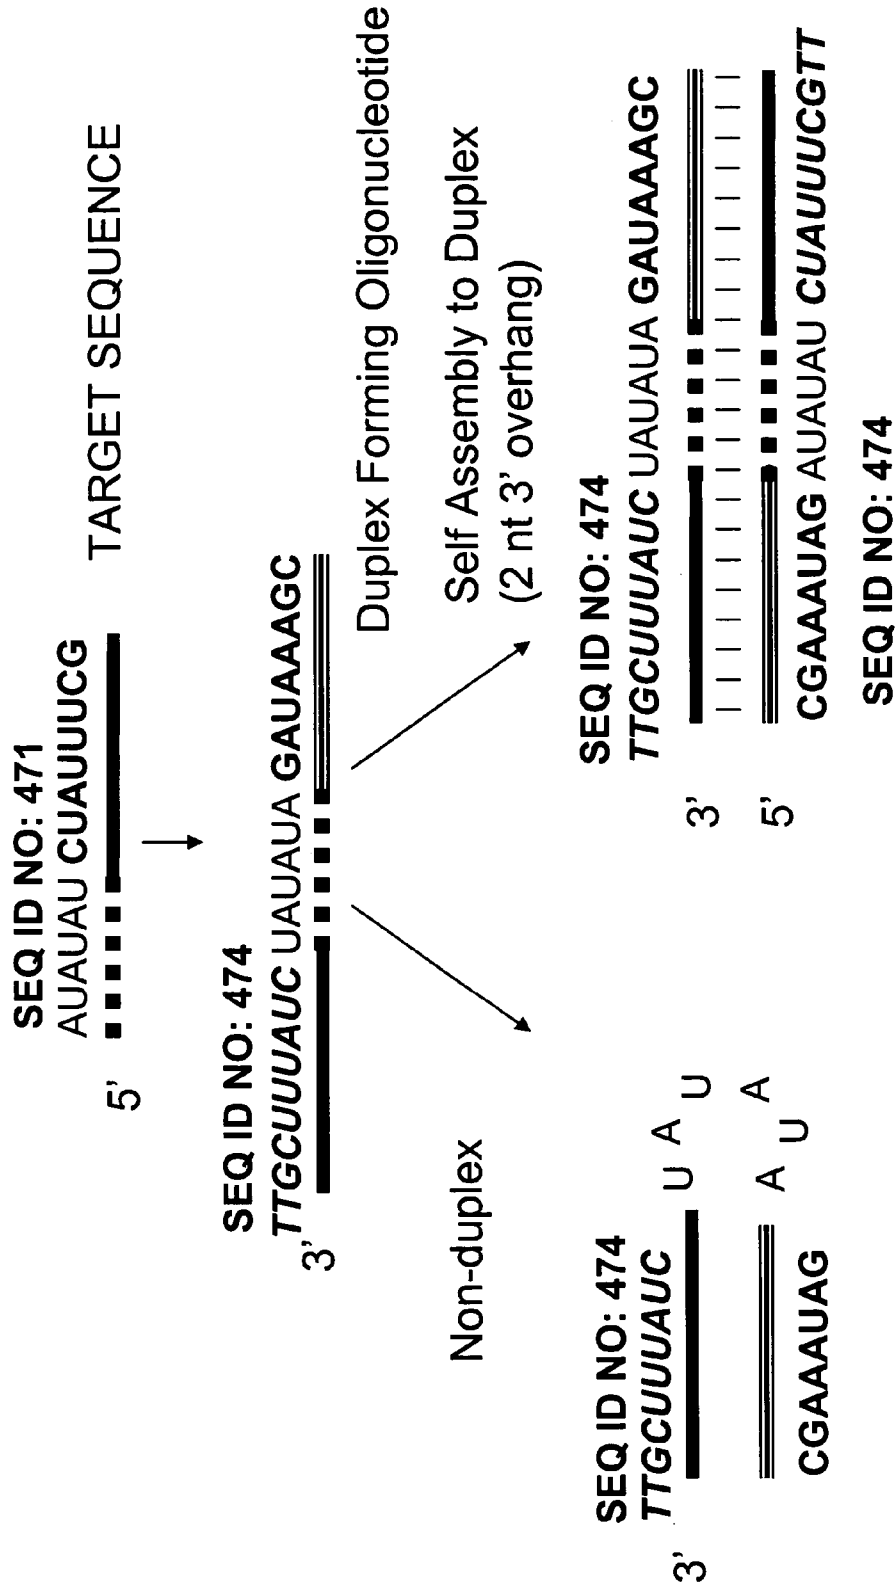 SEQ ID NO: 471
AUAUAU CUAUUUCG
5’
TARGET SEQUENCE
SEQ ID NO: 474
TTGCUUUAUC UAUAUA GAUAAAGC
3’
Duplex Forming Oligonucleotide
Non-duplex
Self Assembly to Duplex
(2 nt 3’ overhang)
SEQ ID NO: 474
TTGCUUUAUC
3’
U A U
A U A
CGAAAUAG
SEQ ID NO: 474
TTGCUUUAUC UAUAUA GAUAAAGC
3’
5’
CGAAAUAG AUAUAU CUAUUUCGTT
SEQ ID NO: 474